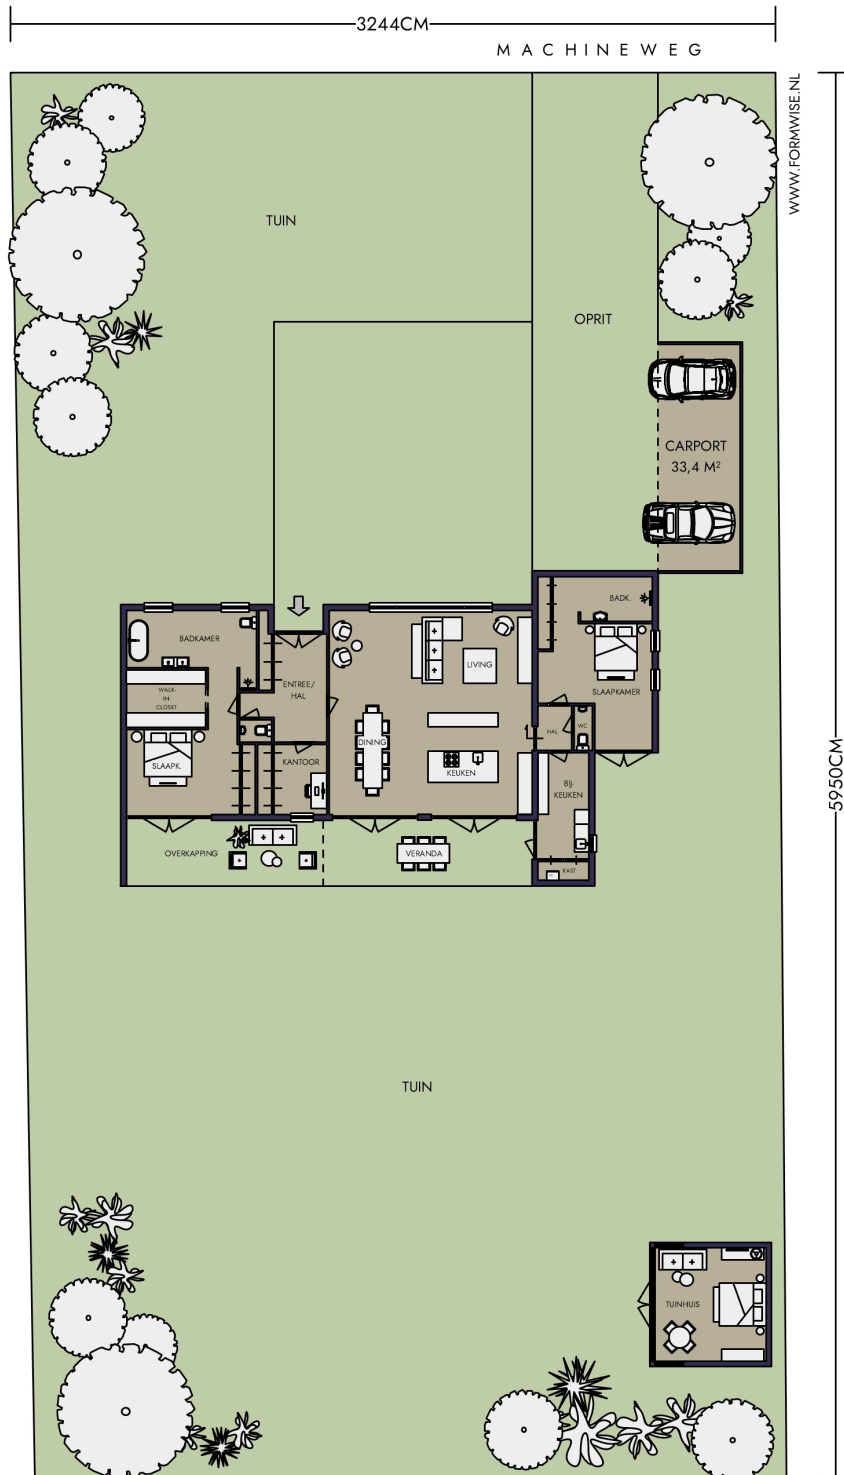 3244CM
MACHINEWEG
WWW.FORMWISE.NL
TUIN
OPRIT
CARPORT
33,4 M²
BADK.
BADKAMER
LIVING
ENTREE/
HAL
SLAAPKAMER
WALK-
IN-
CLOSET
WC
HAL
DINING
SLAAPK.
KANTOOR
KEUKEN
BIJ-
KEUKEN
5950CM
OVERKAPPING
VERANDA
KAST
TUIN
TUINHUIS